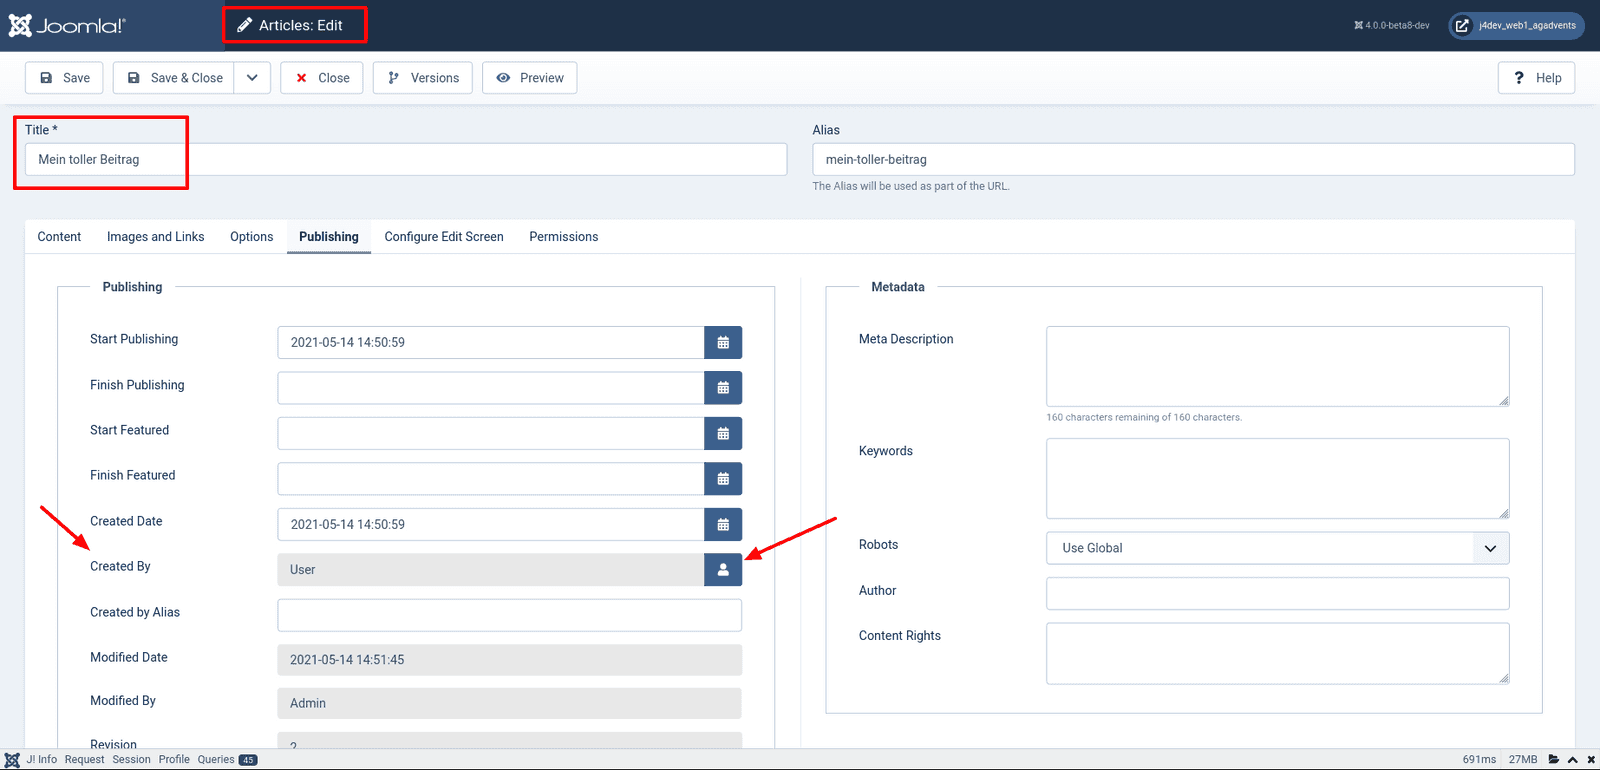 Joomla!
Articles: Edit
4.0.0-beta8-dev
j4dev_web1_agadvents
Save
Save & Close
Close
Versions
Preview
? Help
Title *
Mein toller Beitrag
Alias
mein-toller-beitrag
The Alias will be used as part of the URL.
Content Images and Links Options Publishing Configure Edit Screen Permissions
Publishing
Start Publishing
2021-05-14 14:50:59
Finish Publishing
Start Featured
Finish Featured
Created Date
2021-05-14 14:50:59
Created By
User
Created by Alias
Modified Date
2021-05-14 14:51:45
Modified By
Admin
Revision
2
Metadata
Meta Description
160 characters remaining of 160 characters.
Keywords
Robots
Use Global
Author
Content Rights
J! Info Request Session Profile Queries 45
691ms 27MB